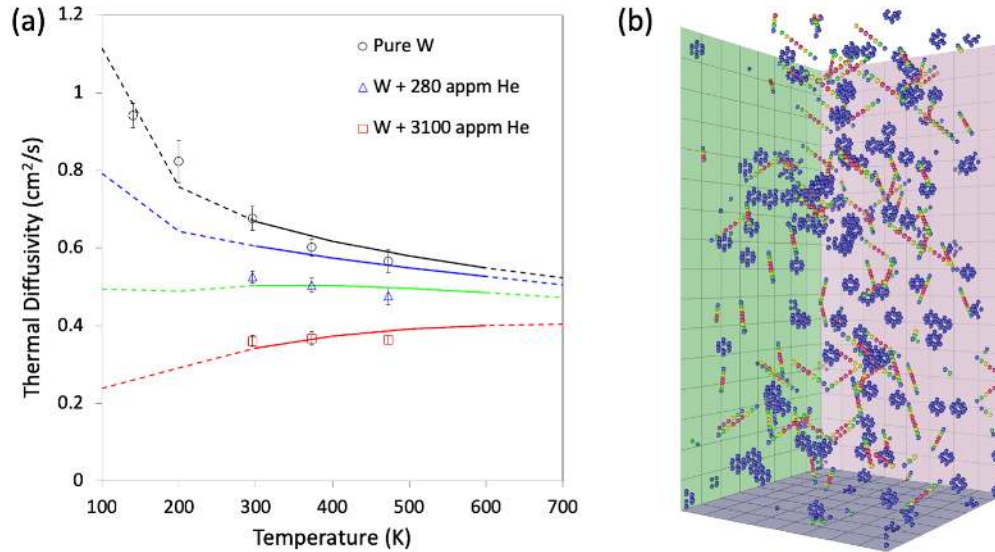 (a)
(b)
1.2
1
0.8
0.6
0.4
0.2
0
Thermal Diffusivity (cm²/s)
Pure W
W + 280 appm He
W + 3100 appm He
100 200 300 400 500 600 700
Temperature (K)